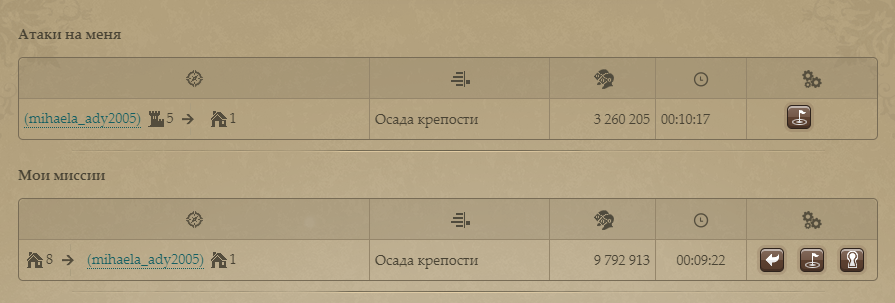 Атаки на меня
(mihaela_ady2005) 5 → 1 Осада крепости 3 260 205 00:10:17
Мои миссии
8 → (mihaela_ady2005) 1 Осада крепости 9 792 913 00:09:22